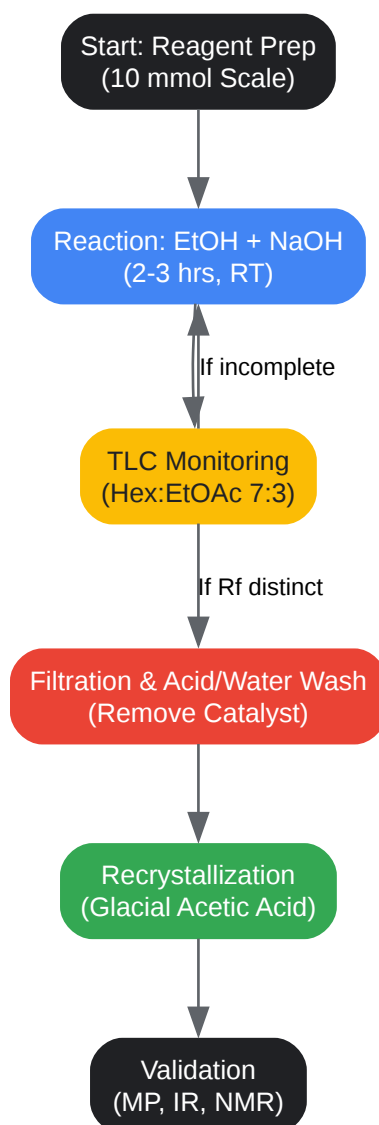 Start: Reagent Prep
(10 mmol Scale)
Reaction: EtOH + NaOH
(2-3 hrs, RT)
If incomplete
TLC Monitoring
(Hex:EtOAc 7:3)
If Rf distinct
Filtration & Acid/Water Wash
(Remove Catalyst)
Recrystallization
(Glacial Acetic Acid)
Validation
(MP, IR, NMR)